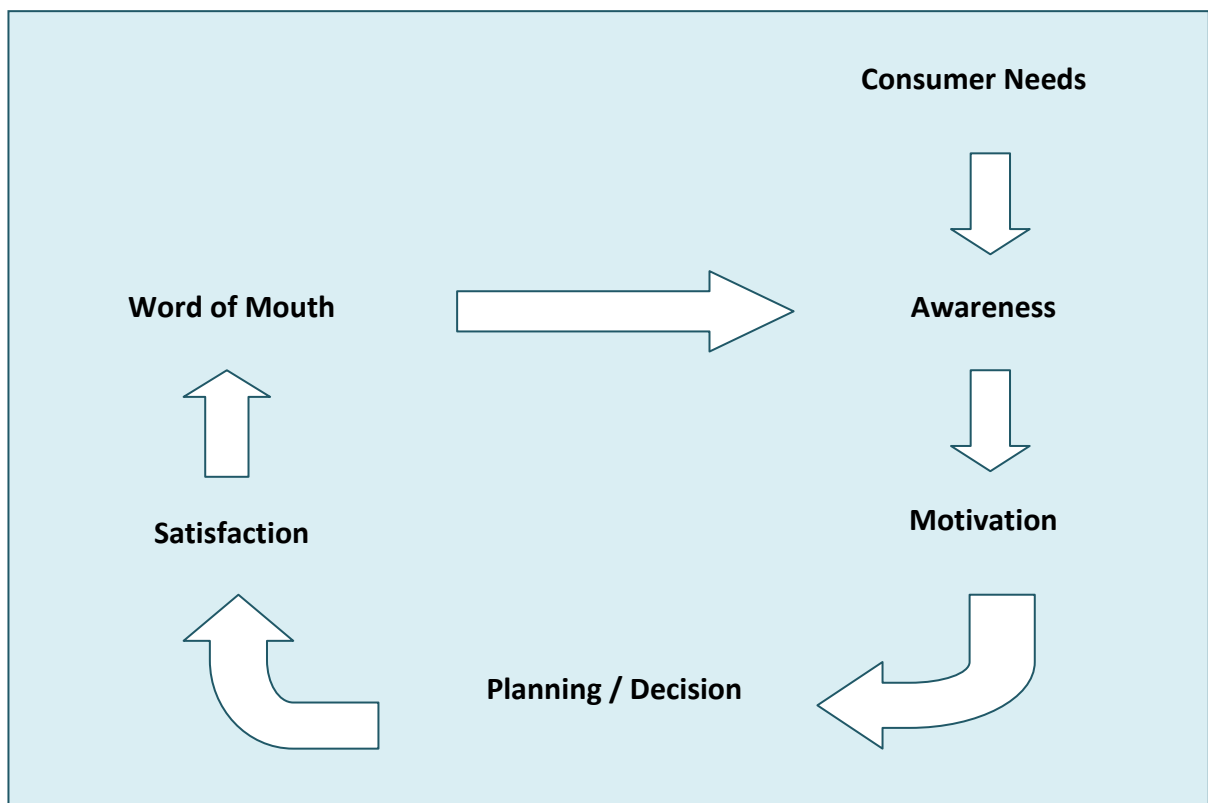 Consumer Needs
Word of Mouth
Awareness
Satisfaction
Motivation
Planning / Decision